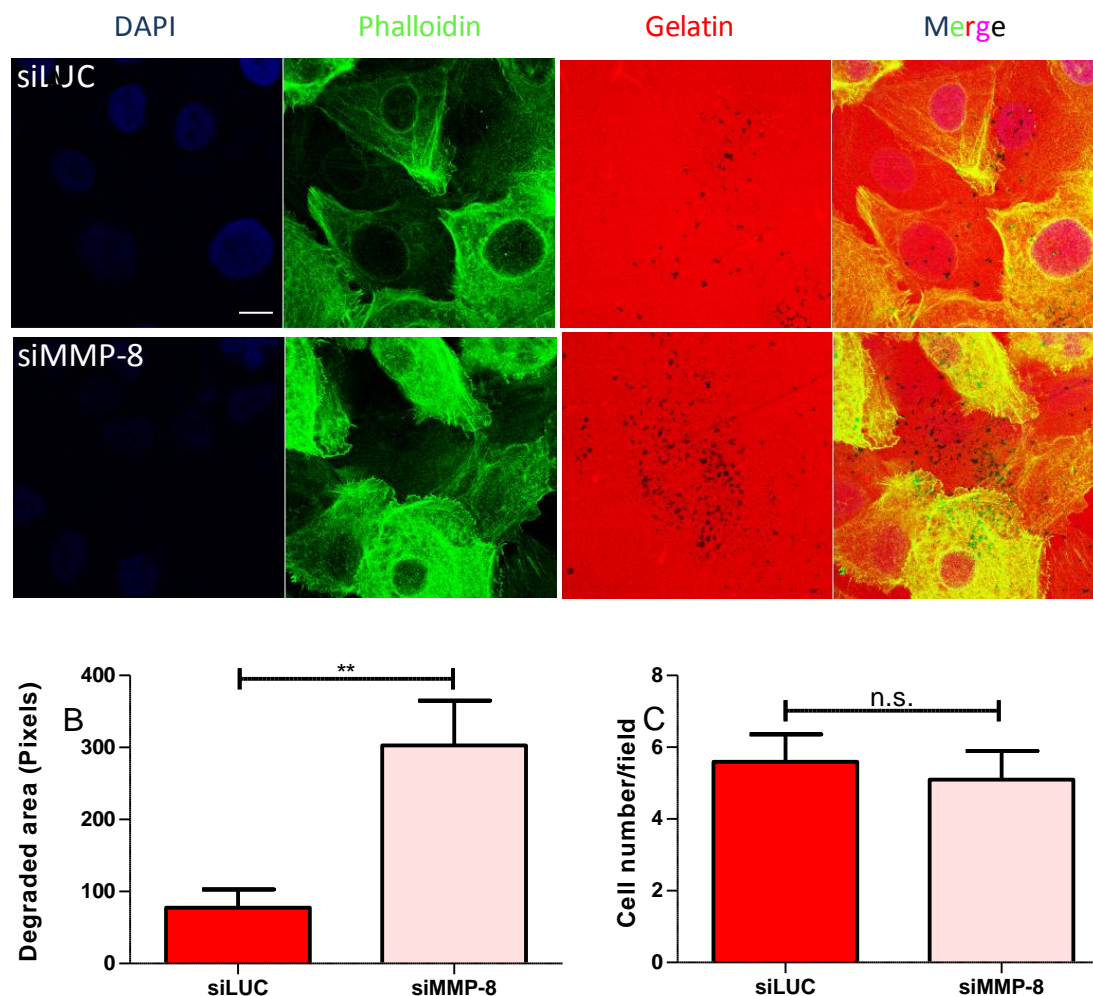 DAPI Phalloidin Gelatin Merge
siLUC
siMMP-8
B
Degraded area (Pixels)
400
300
200
100
0
**
siLUC siMMP-8
C
Cell number/field
8
6
4
2
0
n.s.
siLUC siMMP-8